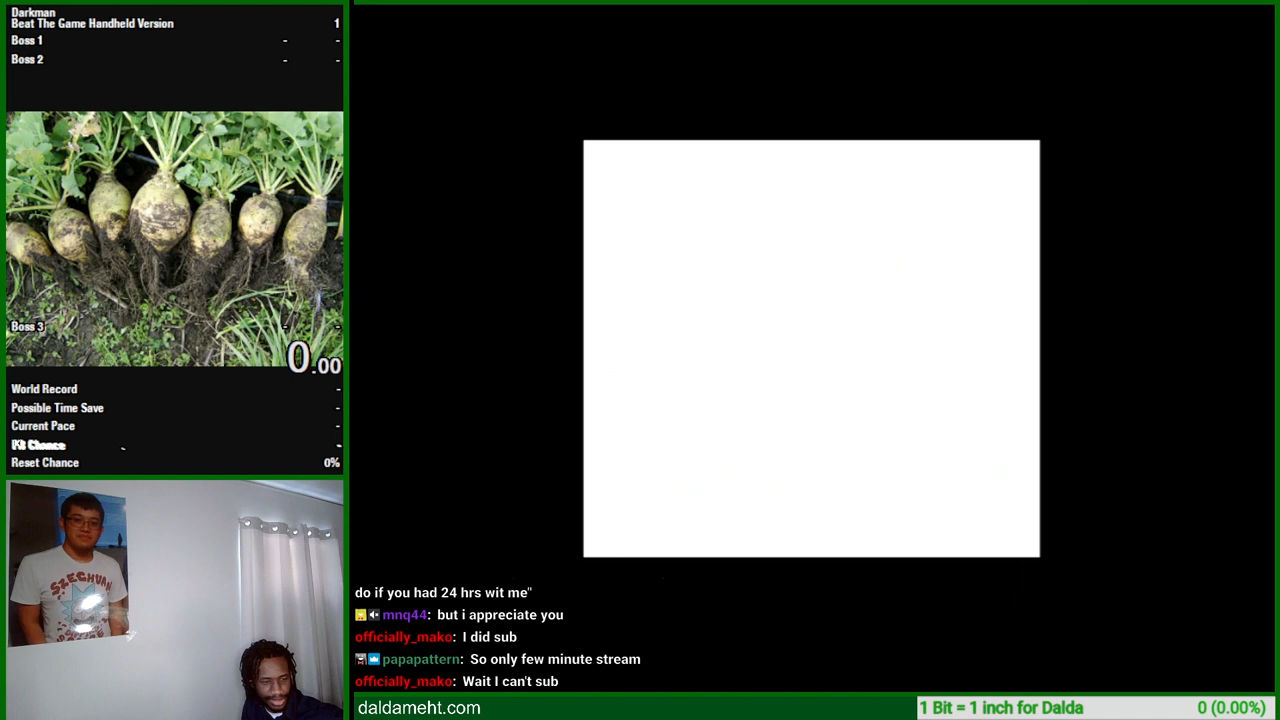 Darkman
Beat The Game Handheld Version 1
Boss 1 - -
Boss 2 - -
Boss 3 - -
0.00
World Record -
Possible Time Save -
Current Pace -
Chance - -
Reset Chance 0%
SZECHUAN
do if you had 24 hrs wit me"
mnq44: but i appreciate you
officially_mako: I did sub
papapattern: So only few minute stream
officially_mako: Wait I can't sub
daldameht.com
1 Bit = 1 inch for Dalda 0 (0.00%)